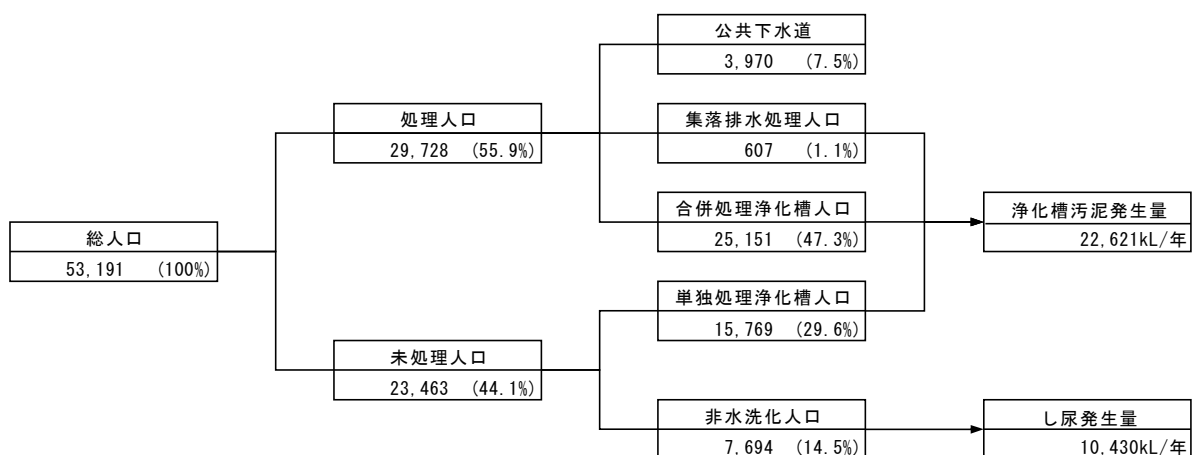 公共下水道
3,970 (7.5%)
処理人口
29,728 (55.9%)
集落排水処理人口
607 (1.1%)
合併処理浄化槽人口
25,151 (47.3%)
浄化槽汚泥発生量
22,621kL/年
総人口
53,191 (100%)
単独処理浄化槽人口
15,769 (29.6%)
未処理人口
23,463 (44.1%)
非水洗化人口
7,694 (14.5%)
し尿発生量
10,430kL/年